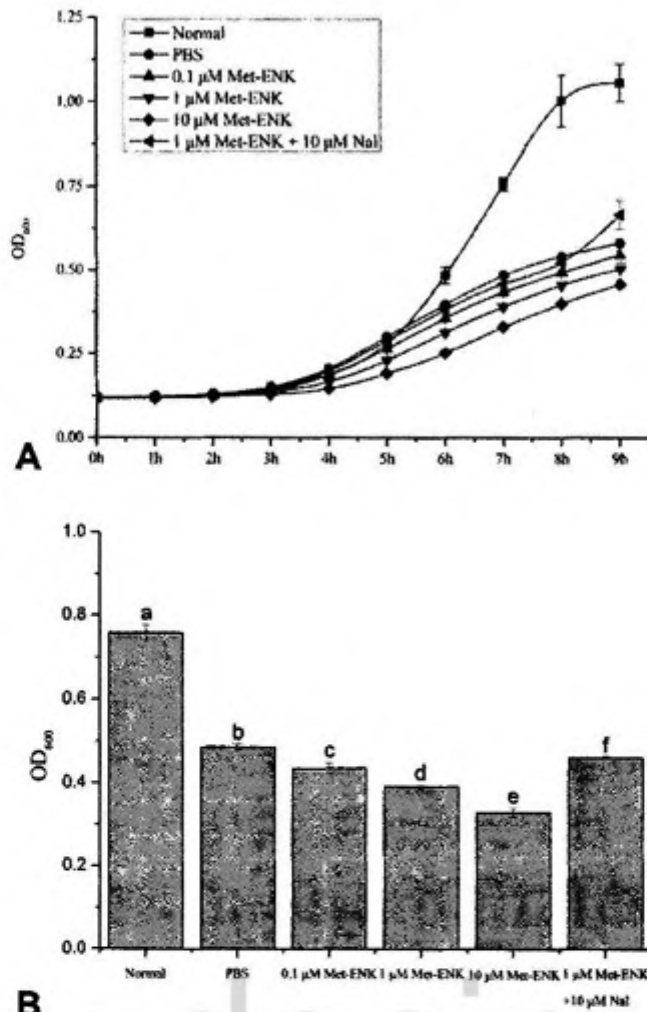 1.25
1.00
0.75
0.50
0.25
0.00
OD600
Normal
PBS
0.1 μM Met-ENK
1 μM Met-ENK
10 μM Met-ENK
1 μM Met-ENK + 10 μM Nal
0h 1h 2h 3h 4h 5h 6h 7h 8h 9h
A
1.0
0.8
0.6
0.4
0.2
0.0
OD600
a b c d e f
Normal PBS 0.1 μM Met-ENK 1 μM Met-ENK 10 μM Met-ENK 1 μM Met-ENK
+10 μM Nal
B